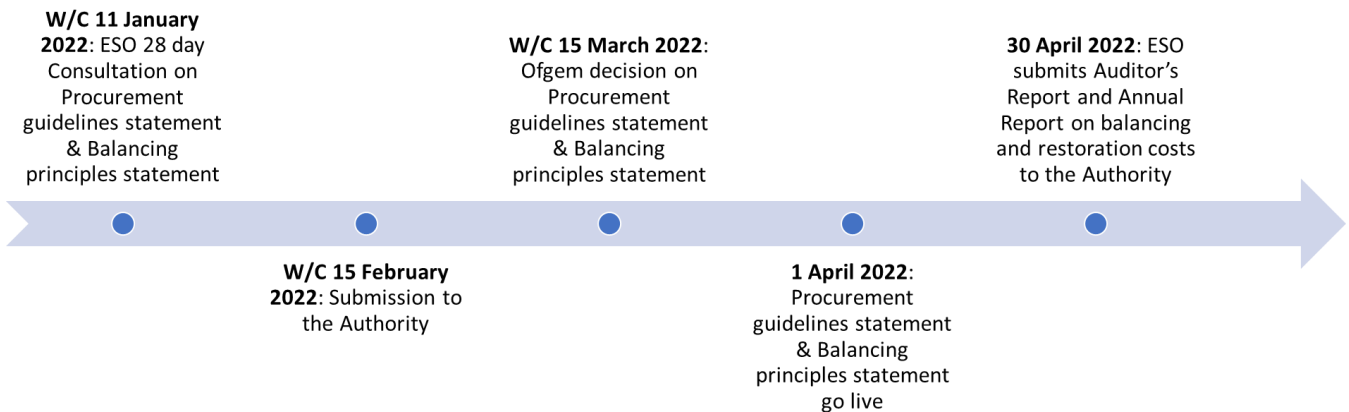 W/C 11 January
2022: ESO 28 day
Consultation on
Procurement
guidelines statement
& Balancing
principles statement
W/C 15 February
2022: Submission to
the Authority
W/C 15 March 2022:
Ofgem decision on
Procurement
guidelines statement
& Balancing
principles statement
1 April 2022:
Procurement
guidelines statement
& Balancing
principles statement
go live
30 April 2022: ESO
submits Auditor’s
Report and Annual
Report on balancing
and restoration costs
to the Authority